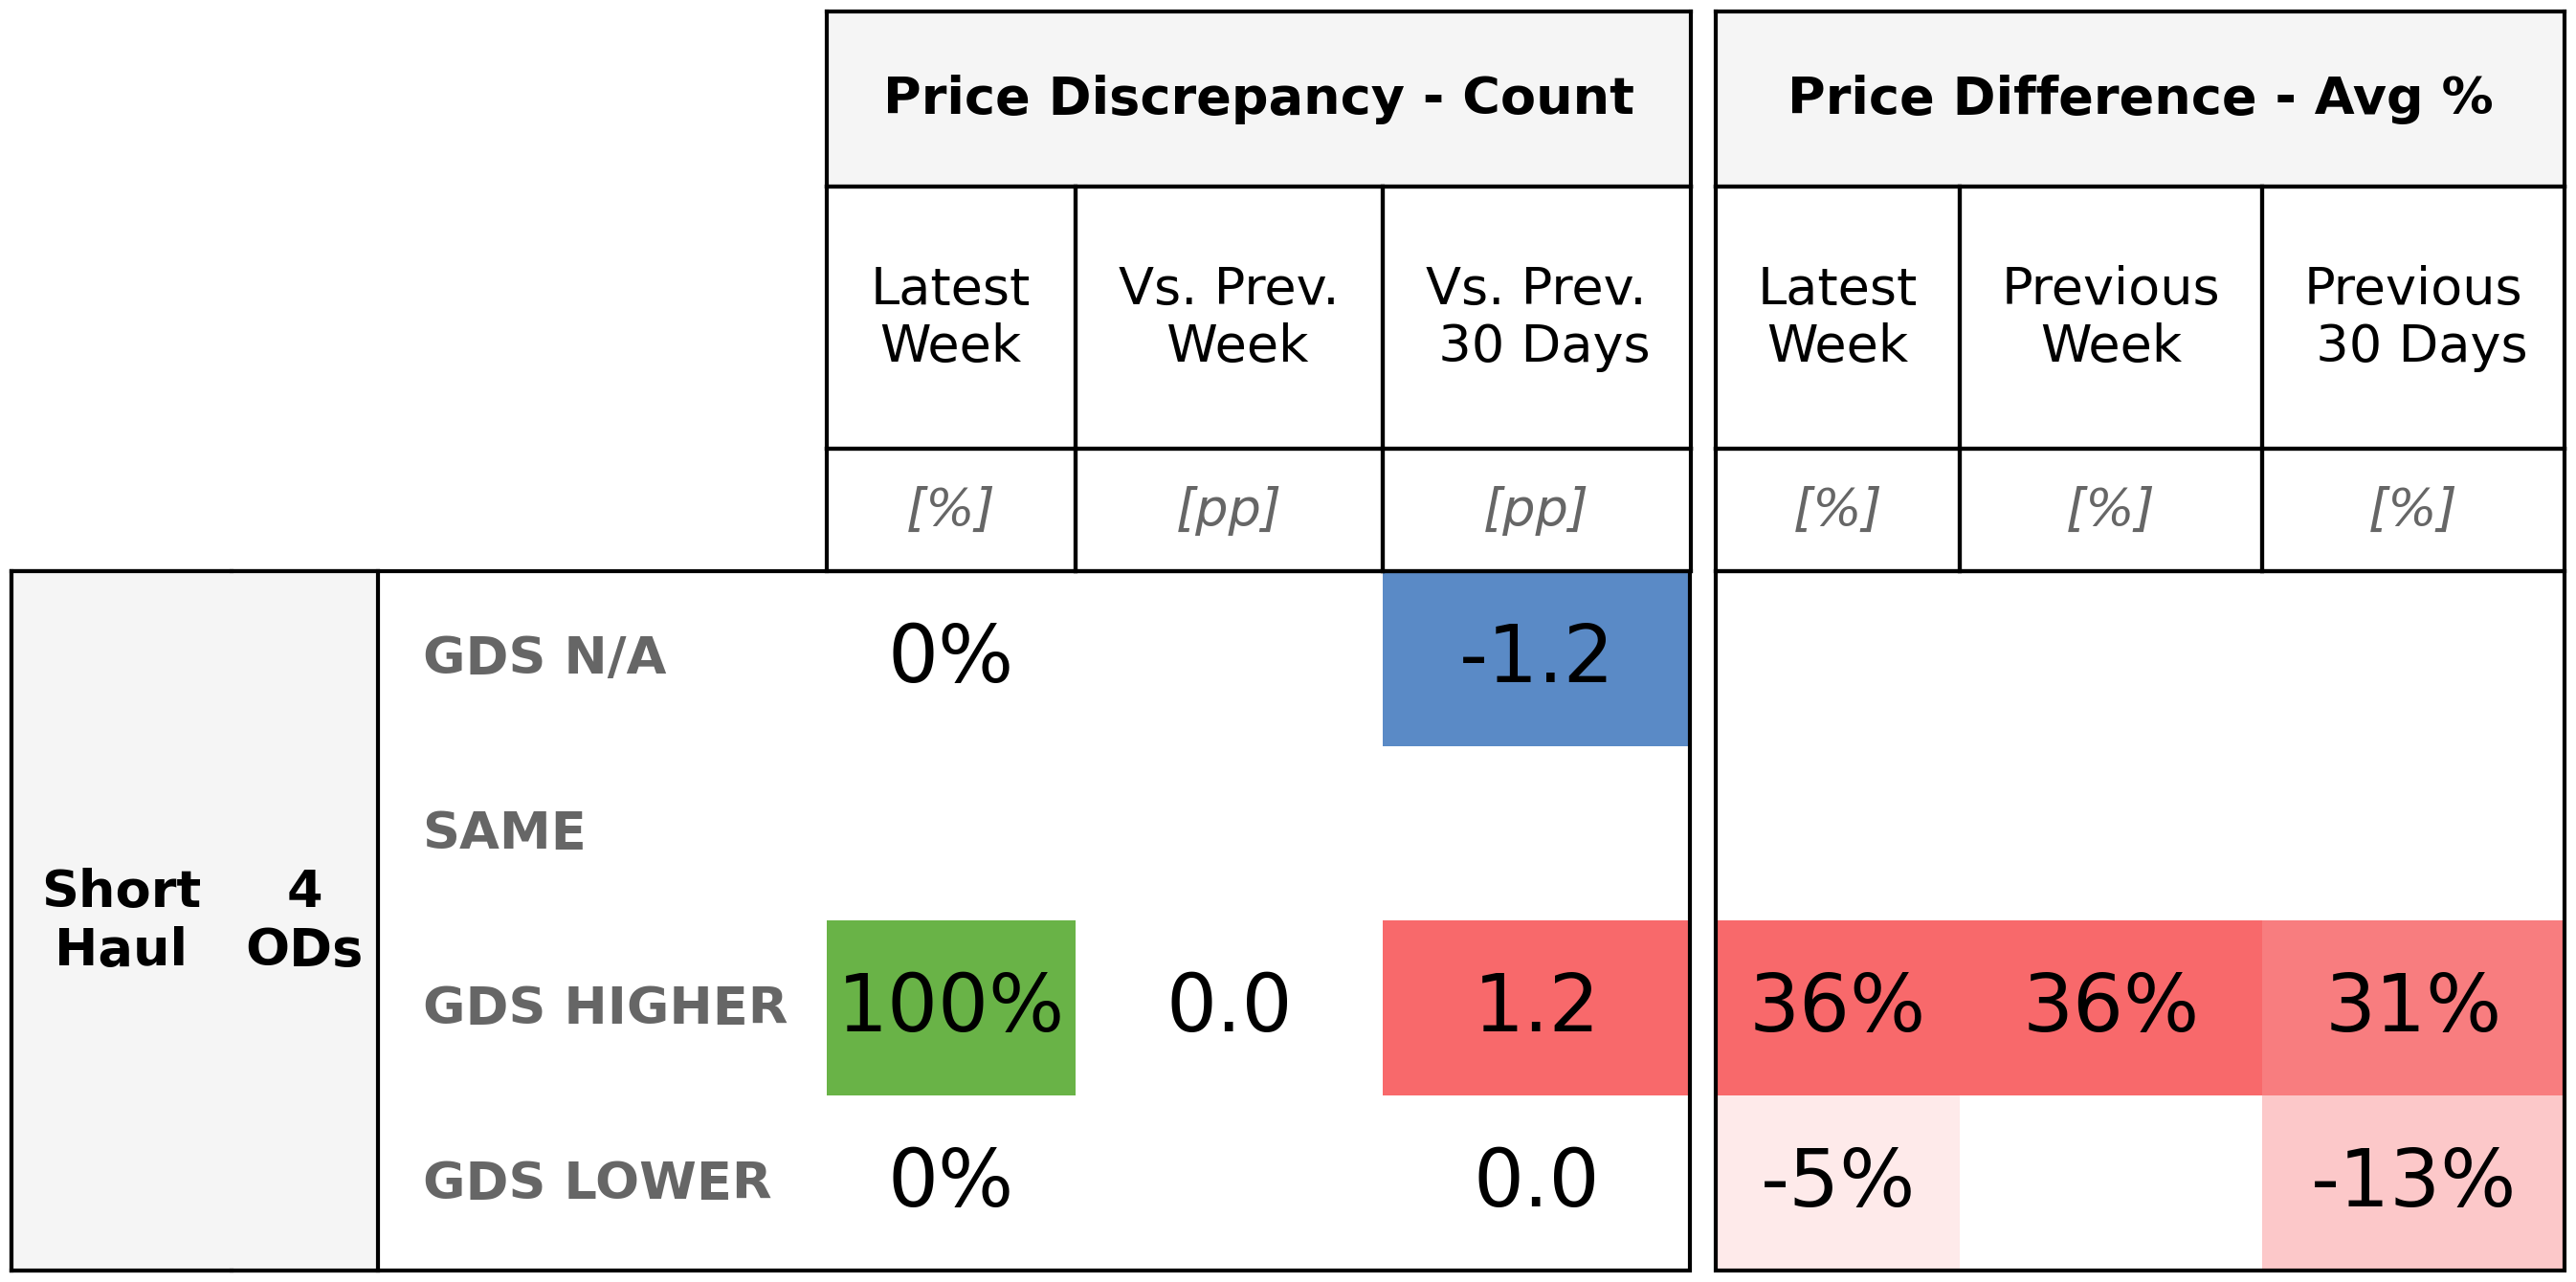 Price Discrepancy - Count Price Difference - Avg %
Latest Week Vs. Prev. Week Vs. Prev. 30 Days Latest Week Previous Week Previous 30 Days
[%] [pp] [pp] [%] [%] [%]
Short Haul 4 ODs
GDS N/A 0% -1.2
SAME
GDS HIGHER 100% 0.0 1.2 36% 36% 31%
GDS LOWER 0% 0.0 -5% -13%